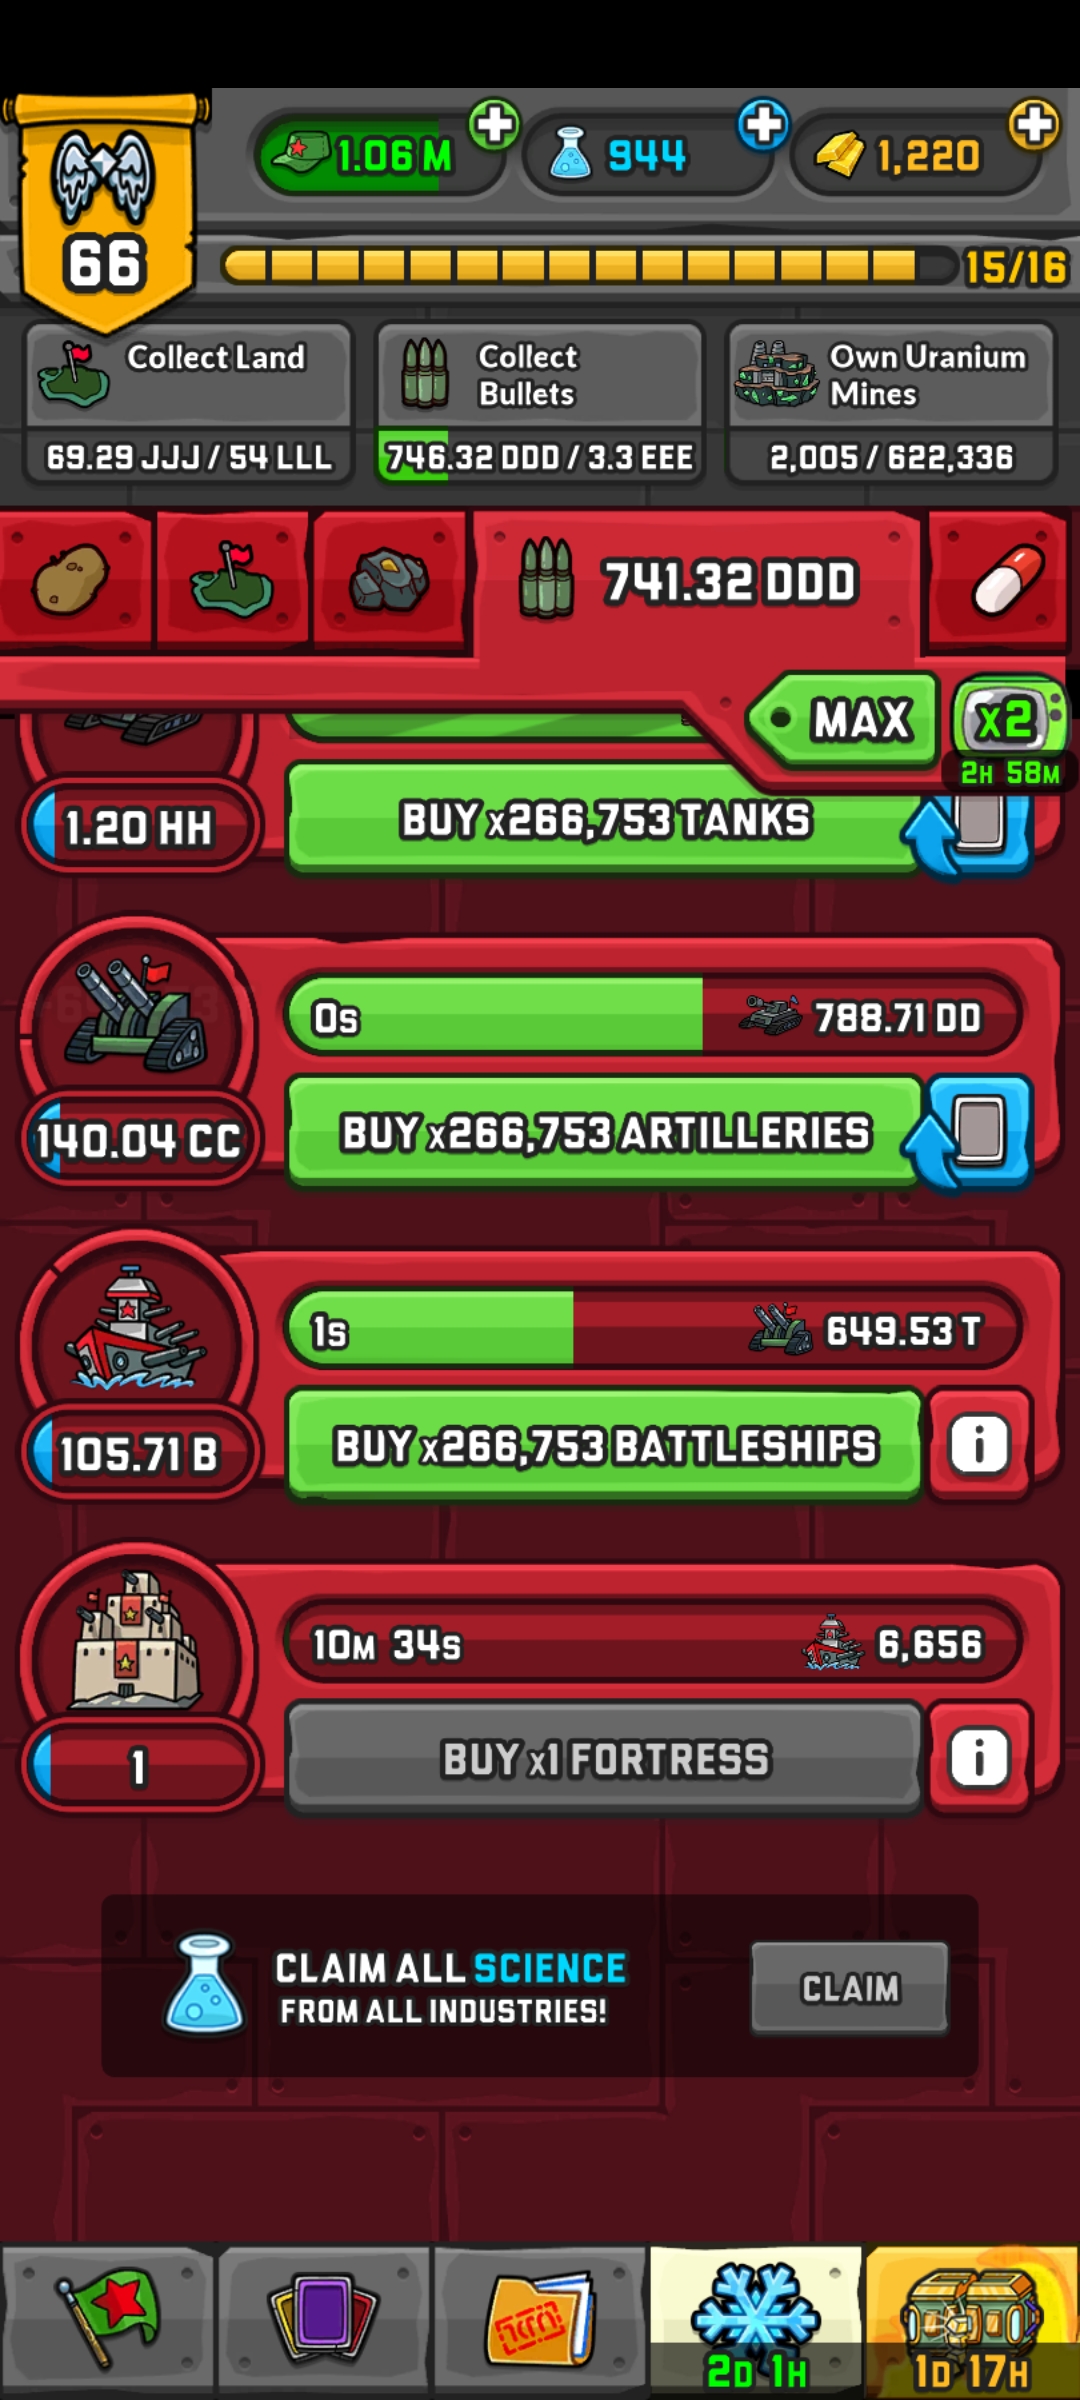 1.06 M
944
1,220
66
15/16
Collect Land
69.29 JJJ / 54 LLL
Collect
Bullets
746.32 DDD / 3.3 EEE
Own Uranium
Mines
2,005 / 622,336
741.32 DDD
MAX
x2
2H 58M
1.20 HH
BUY x266,753 TANKS
0s
788.71 DD
140.04 CC
BUY x266,753 ARTILLERIES
1s
649.53 T
105.71 B
BUY x266,753 BATTLESHIPS
i
10M 34s
6,656
1
BUY x1 FORTRESS
i
CLAIM ALL SCIENCE
FROM ALL INDUSTRIES!
CLAIM
2D 1H
1D 17H